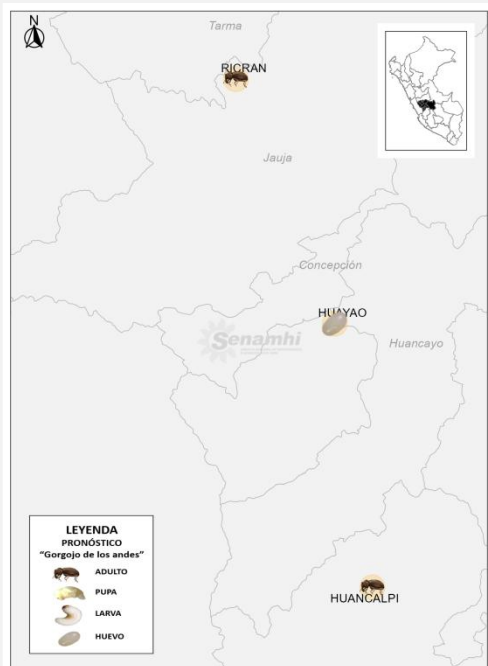 N
Tarma
RICRAN
Jauja
Concepción
HUAYAO
Senamhi
Huancayo
HUANCALPI
LEYENDA
PRONÓSTICO
"Gorgojo de los andes"
ADULTO
PUPA
LARVA
HUEVO